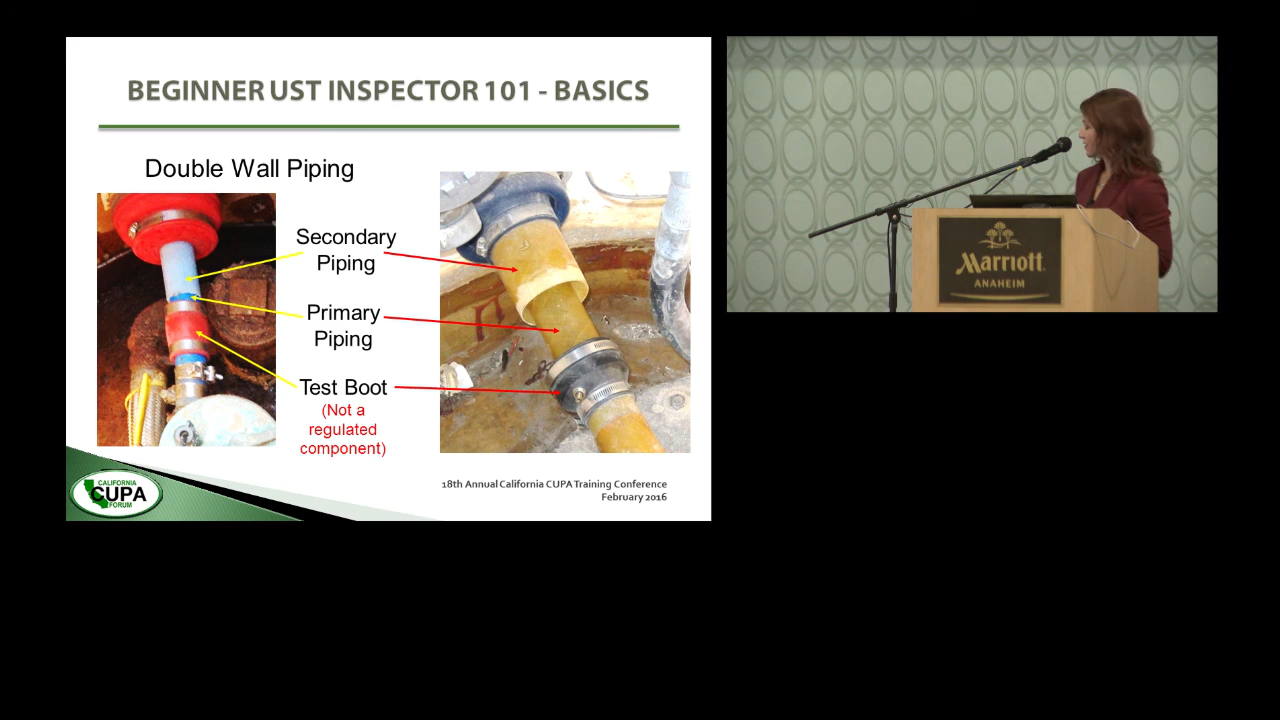 BEGINNER UST INSPECTOR 101 - BASICS
Double Wall Piping
Secondary
Piping
Primary
Piping
Test Boot
(Not a
regulated
component)
CALIFORNIA
CUPA
FORUM
18th Annual California CUPA Training Conference
February 2016
Marriott.
ANAHEIM